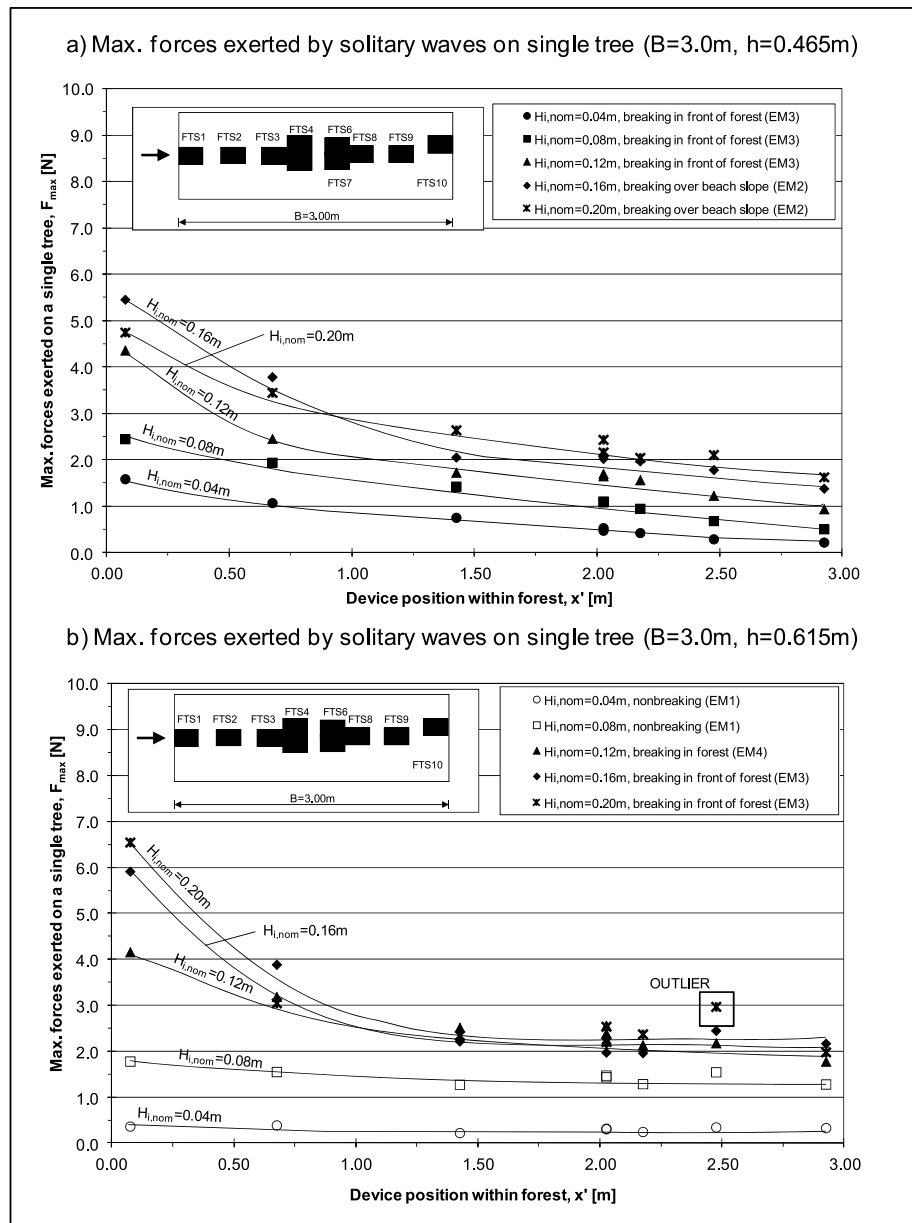 a) Max. forces exerted by solitary waves on single tree (B=3.0m, h=0.465m)
Max. forces exerted on a single tree, Fmax [N]
10.0
9.0
8.0
7.0
6.0
5.0
4.0
3.0
2.0
1.0
0.0
FTS1 FTS2 FTS3 FTS4 FTS6 FTS8 FTS9
FTS7 FTS10
B=3.00m
Hi,nom=0.04m, breaking in front of forest (EM3)
Hi,nom=0.08m, breaking in front of forest (EM3)
Hi,nom=0.12m, breaking in front of forest (EM3)
Hi,nom=0.16m, breaking over beach slope (EM2)
Hi,nom=0.20m, breaking over beach slope (EM2)
Hi,nom=0.16m
Hi,nom=0.20m
Hi,nom=0.12m
Hi,nom=0.08m
Hi,nom=0.04m
0.00 0.50 1.00 1.50 2.00 2.50 3.00
Device position within forest, x' [m]
b) Max. forces exerted by solitary waves on single tree (B=3.0m, h=0.615m)
Max. forces exerted on a single tree, Fmax [N]
10.0
9.0
8.0
7.0
6.0
5.0
4.0
3.0
2.0
1.0
0.0
FTS1 FTS2 FTS3 FTS4 FTS6 FTS8 FTS9
FTS10
B=3.00m
Hi,nom=0.04m, nonbreaking (EM1)
Hi,nom=0.08m, nonbreaking (EM1)
Hi,nom=0.12m, breaking in forest (EM4)
Hi,nom=0.16m, breaking in front of forest (EM3)
Hi,nom=0.20m, breaking in front of forest (EM3)
Hi,nom=0.20m
Hi,nom=0.16m
Hi,nom=0.12m
OUTLIER
Hi,nom=0.08m
Hi,nom=0.04m
0.00 0.50 1.00 1.50 2.00 2.50 3.00
Device position within forest, x' [m]